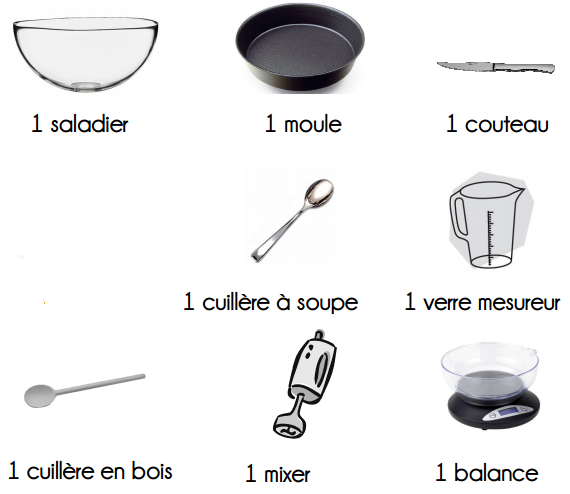 1 saladier
1 moule
1 couteau
1 cuillère à soupe
1 verre mesureur
1 cuillère en bois
1 mixer
1 balance